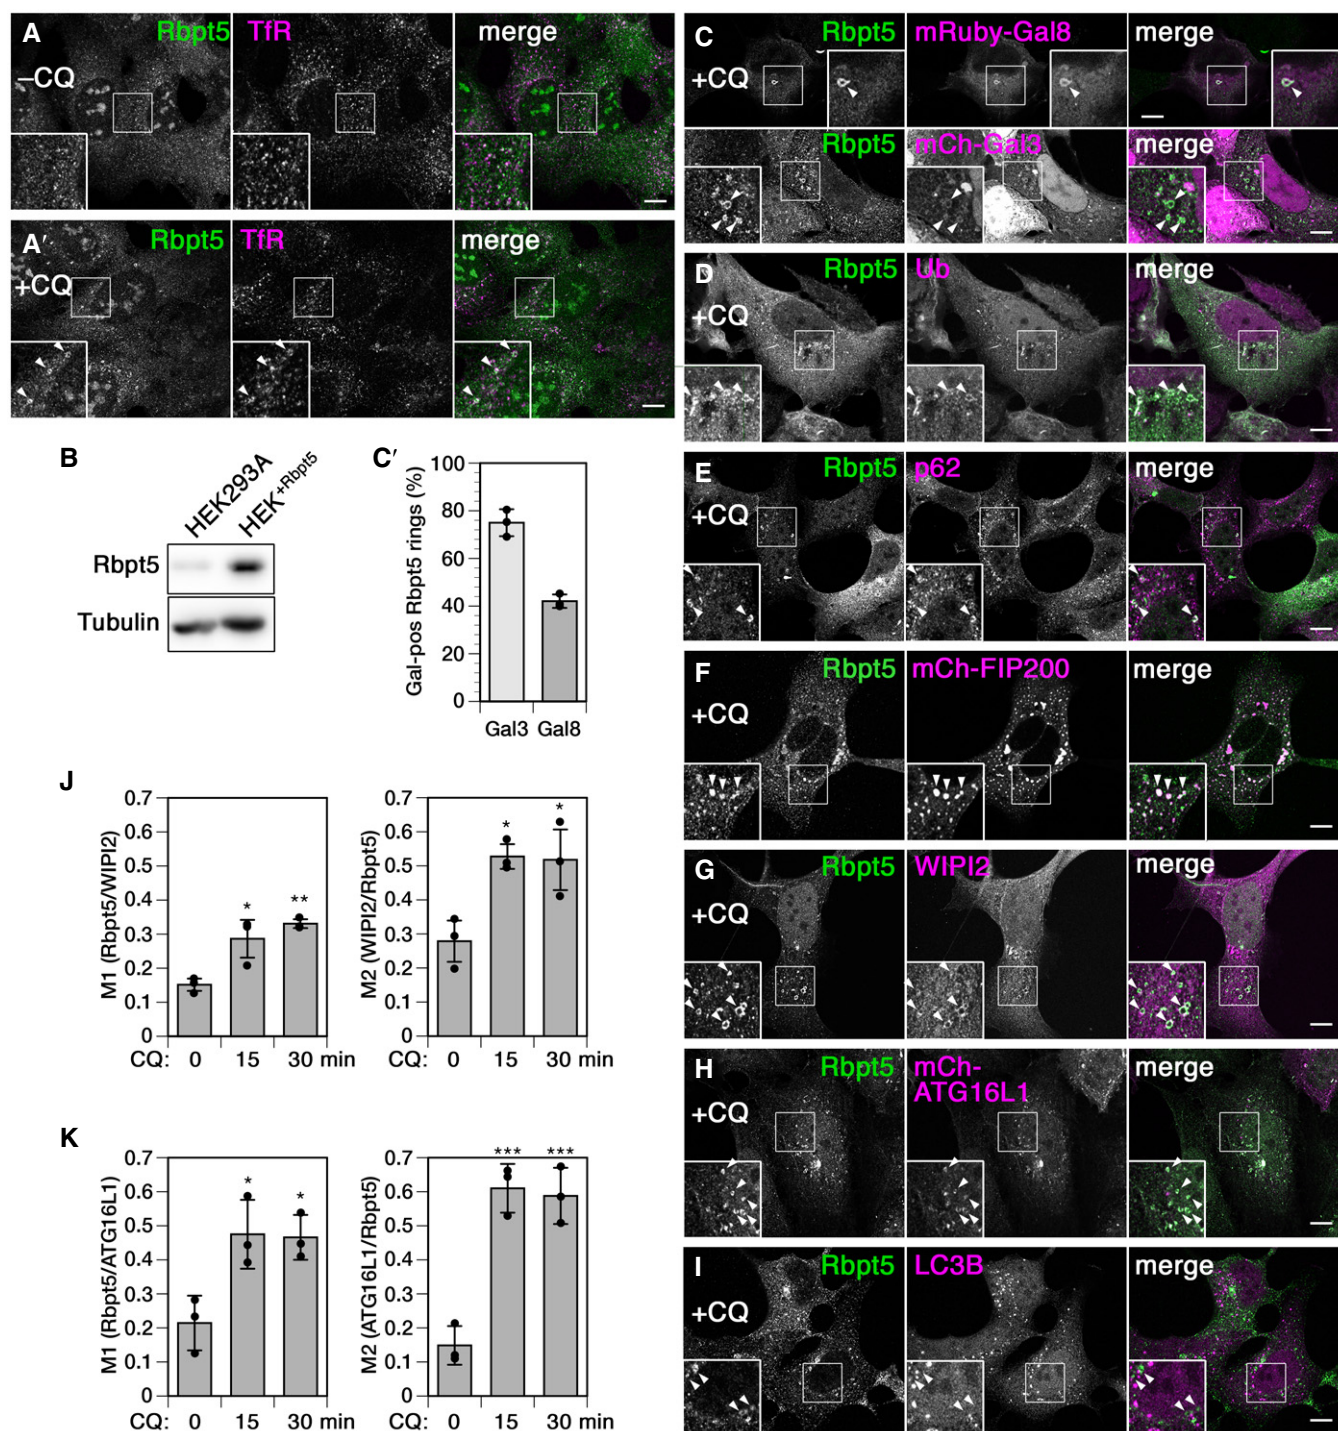 A
Rbpt5
TfR
merge
–CQ
A′
Rbpt5
TfR
merge
+CQ
B
HEK293A
HEK+Rbpt5
Rbpt5
Tubulin
C′
Gal-pos Rbpt5 rings (%)
100
80
60
40
20
0
Gal3 Gal8
J
M1 (Rbpt5/WIPI2)
0.7
0.6
0.5
0.4
0.3
0.2
0.1
0
*
**
CQ: 0 15 30 min
M2 (WIPI2/Rbpt5)
0.7
0.6
0.5
0.4
0.3
0.2
0.1
0
*
*
CQ: 0 15 30 min
K
M1 (Rbpt5/ATG16L1)
0.7
0.6
0.5
0.4
0.3
0.2
0.1
0
*
*
CQ: 0 15 30 min
M2 (ATG16L1/Rbpt5)
0.7
0.6
0.5
0.4
0.3
0.2
0.1
0
***
***
CQ: 0 15 30 min
C
Rbpt5
mRuby-Gal8
merge
+CQ
Rbpt5
mCh-Gal3
merge
D
Rbpt5
Ub
merge
+CQ
E
Rbpt5
p62
merge
+CQ
F
Rbpt5
mCh-FIP200
merge
+CQ
G
Rbpt5
WIPI2
merge
+CQ
H
Rbpt5
mCh-
ATG16L1
merge
+CQ
I
Rbpt5
LC3B
merge
+CQ